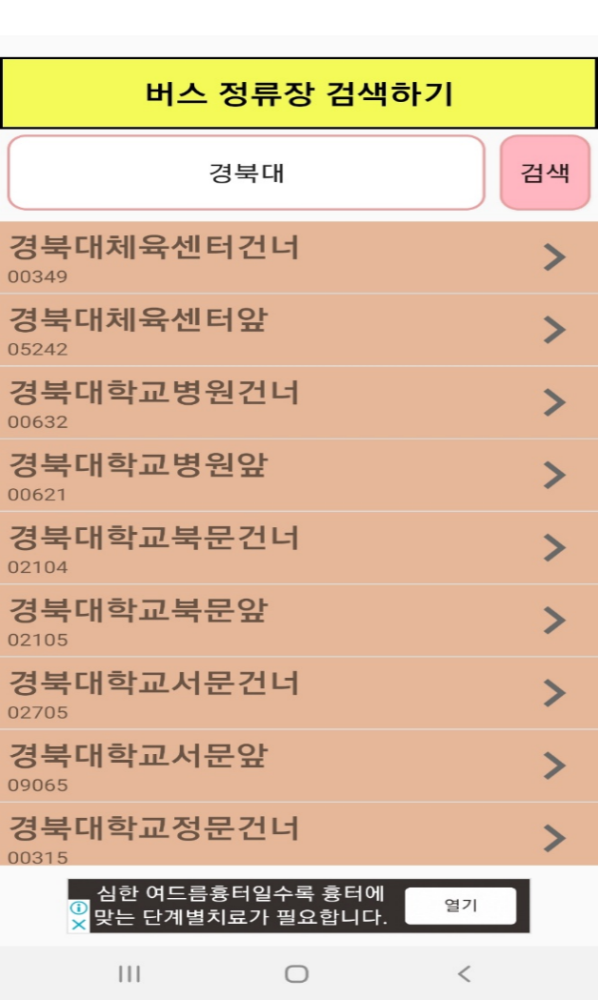 버스 정류장 검색하기
경북대
검색
경북대체육센터건너
00349
경북대체육센터앞
05242
경북대학교병원건너
00632
경북대학교병원앞
00621
경북대학교북문건너
02104
경북대학교북문앞
02105
경북대학교서문건너
02705
경북대학교서문앞
09065
경북대학교정문건너
00315
심한 여드름흉터일수록 흉터에
맞는 단계별치료가 필요합니다.
열기